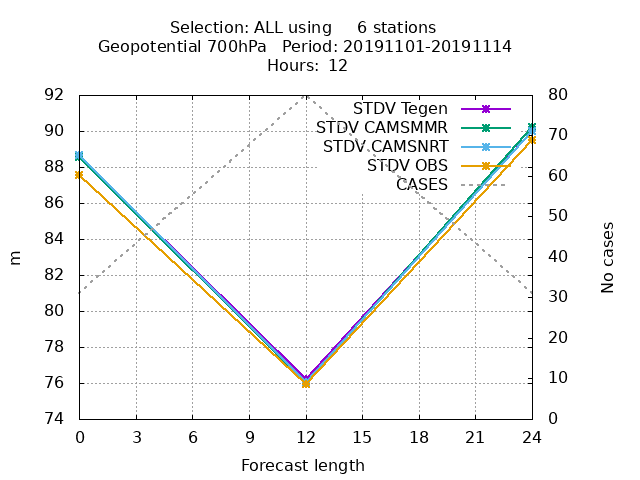 Selection: ALL using     6 stations
Geopotential 700hPa   Period: 20191101-20191114
Hours:  12
STDV Tegen
STDV CAMSMMR
STDV CAMSNRT
STDV OBS
CASES
92
90
88
86
84
82
80
78
76
74
m
80
70
60
50
40
30
20
10
0
No cases
0 3 6 9 12 15 18 21 24
Forecast length